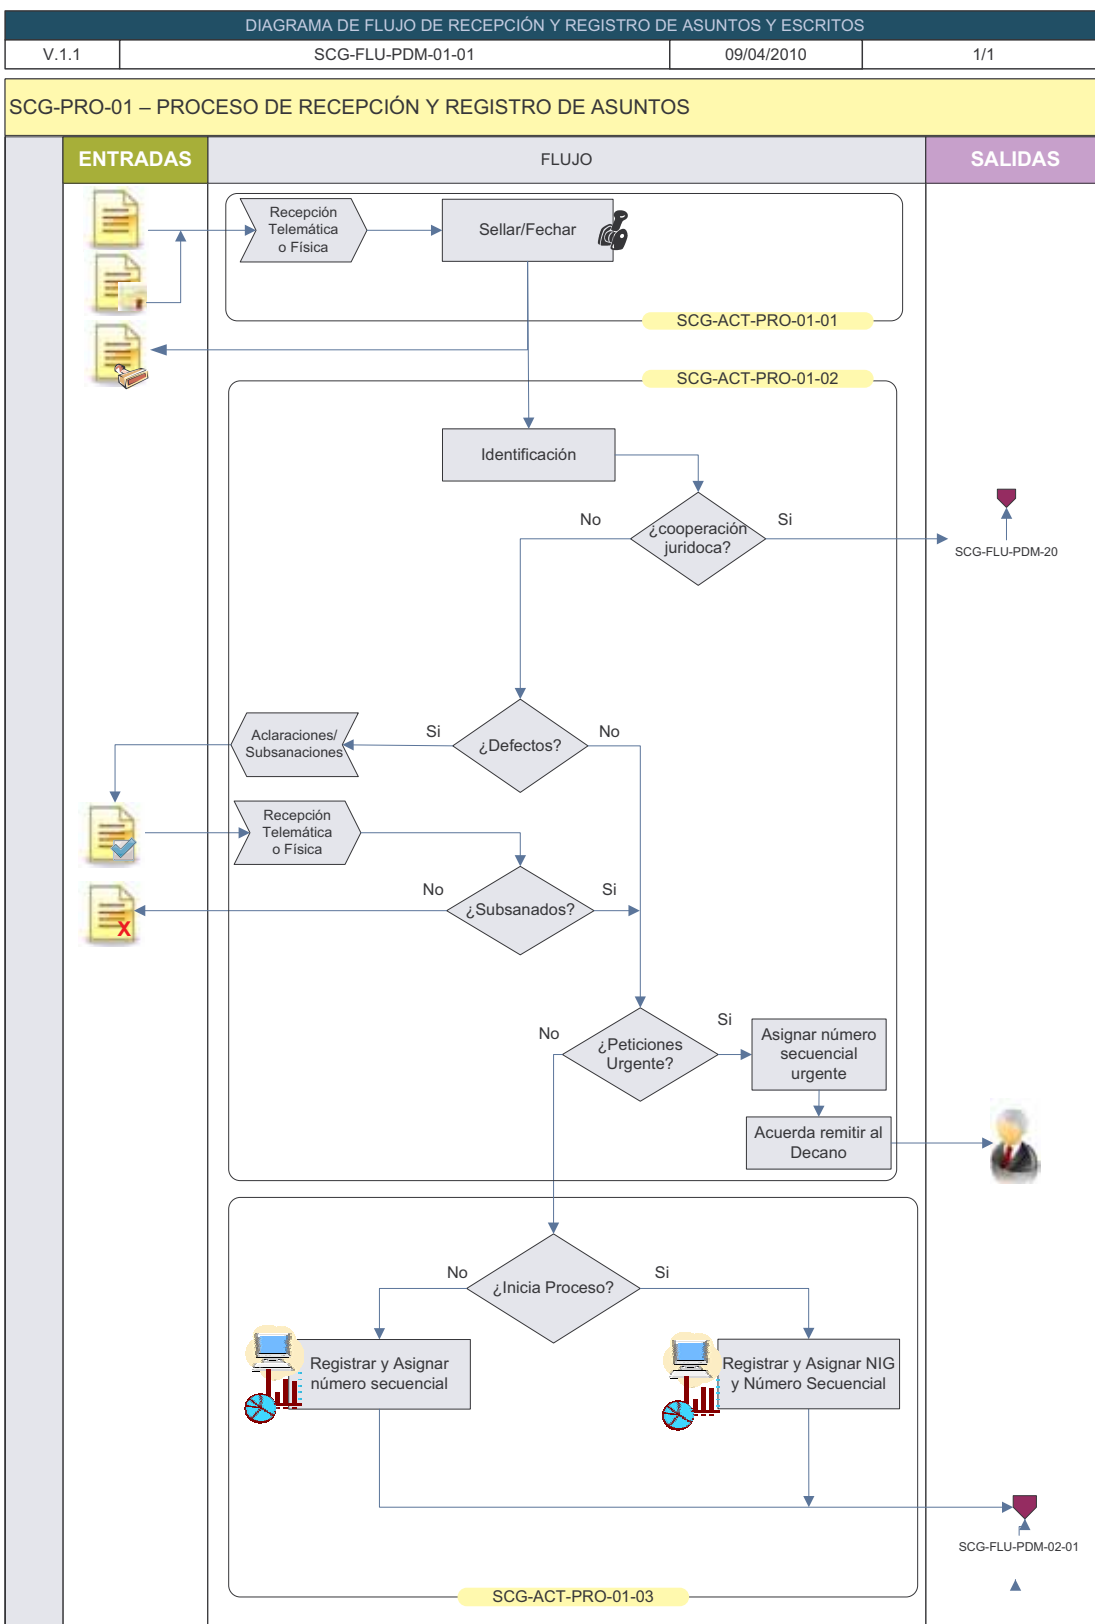 DIAGRAMA DE FLUJO DE RECEPCIÓN Y REGISTRO DE ASUNTOS Y ESCRITOS
V.1.1 SCG-FLU-PDM-01-01 09/04/2010 1/1
SCG-PRO-01 – PROCESO DE RECEPCIÓN Y REGISTRO DE ASUNTOS
ENTRADAS FLUJO SALIDAS
Recepción
Telemática
o Física
Sellar/Fechar
SCG-ACT-PRO-01-01
SCG-ACT-PRO-01-02
Identificación
No
¿cooperación
juridoca?
Si
SCG-FLU-PDM-20
Aclaraciones/
Subsanaciones
Si
¿Defectos?
No
Recepción
Telemática
o Física
No
¿Subsanados?
Si
X
No
¿Peticiones
Urgente?
Si
Asignar número
secuencial
urgente
Acuerda remitir al
Decano
No
¿Inicia Proceso?
Si
Registrar y Asignar
número secuencial
Registrar y Asignar NIG
y Número Secuencial
SCG-FLU-PDM-02-01
SCG-ACT-PRO-01-03